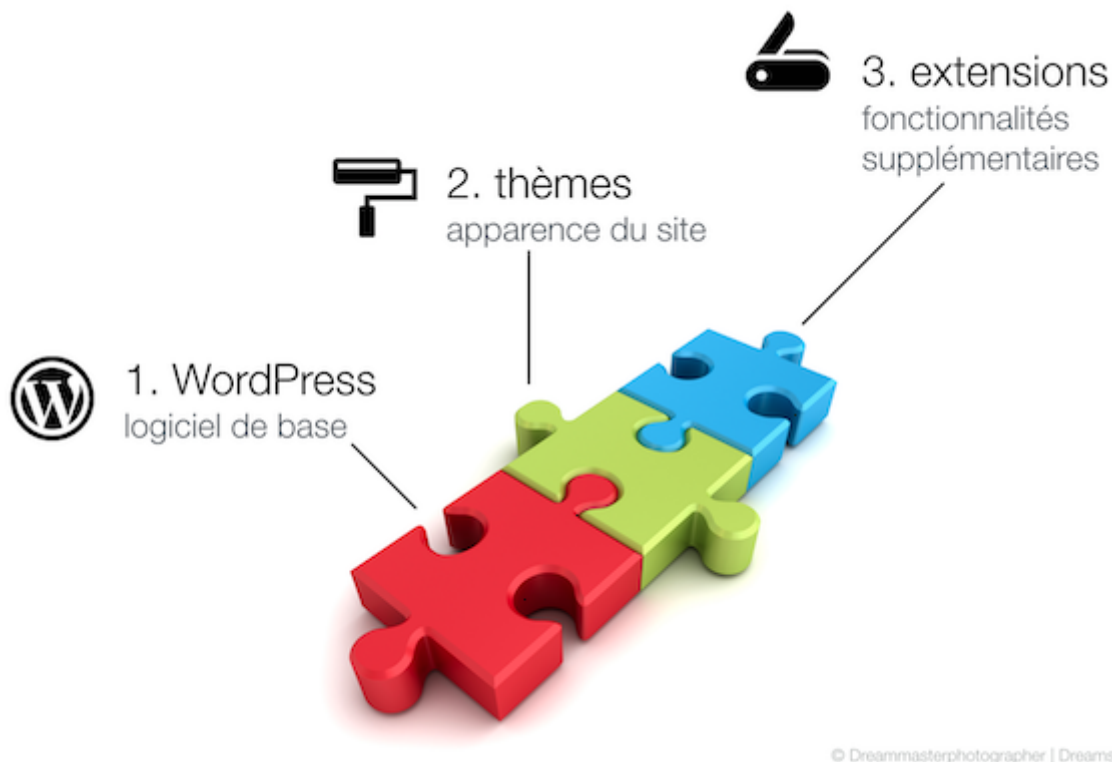 3. extensions
fonctionnalités
supplémentaires
2. thèmes
apparence du site
1. WordPress
logiciel de base
© Dreammasterphotographer | Dreams